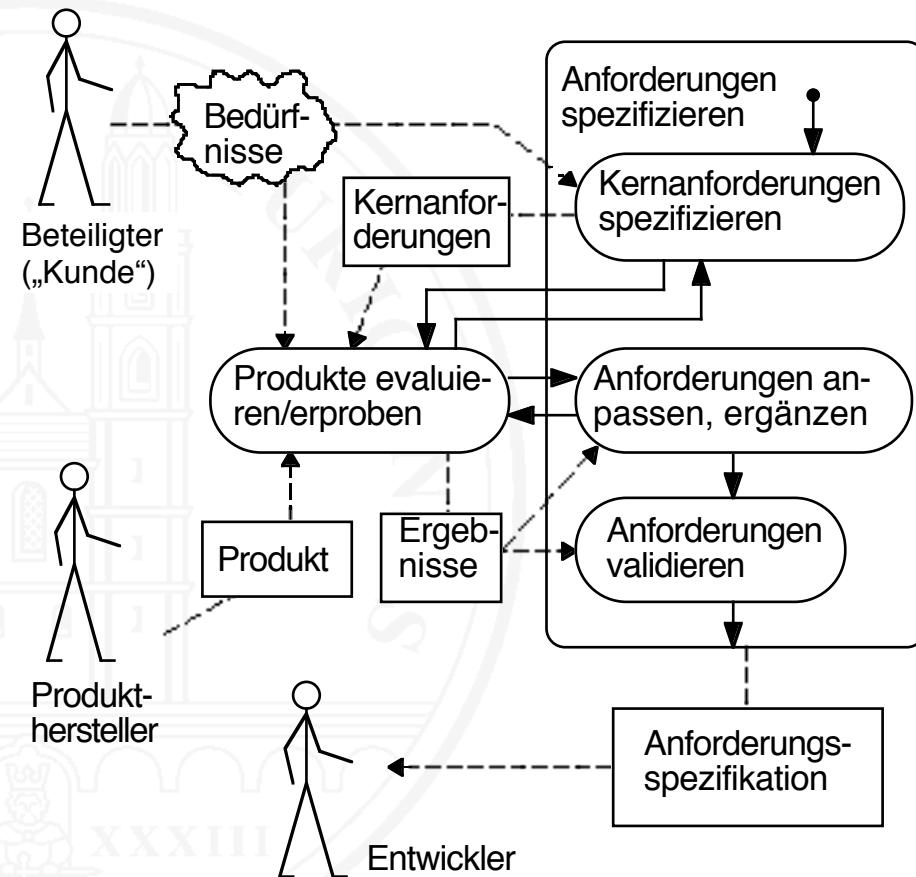 Anforderungen
spezifizieren
Bedürf-
nisse
Kernanforderungen
spezifizieren
Kernanfor-
derungen
Beteiligter
(„Kunde“)
Produkte evaluie-
ren/erproben
Anforderungen an-
passen, ergänzen
Produkt
Ergeb-
nisse
Anforderungen
validieren
Produkt-
hersteller
Anforderungs-
spezifikation
Entwickler
XXXIII